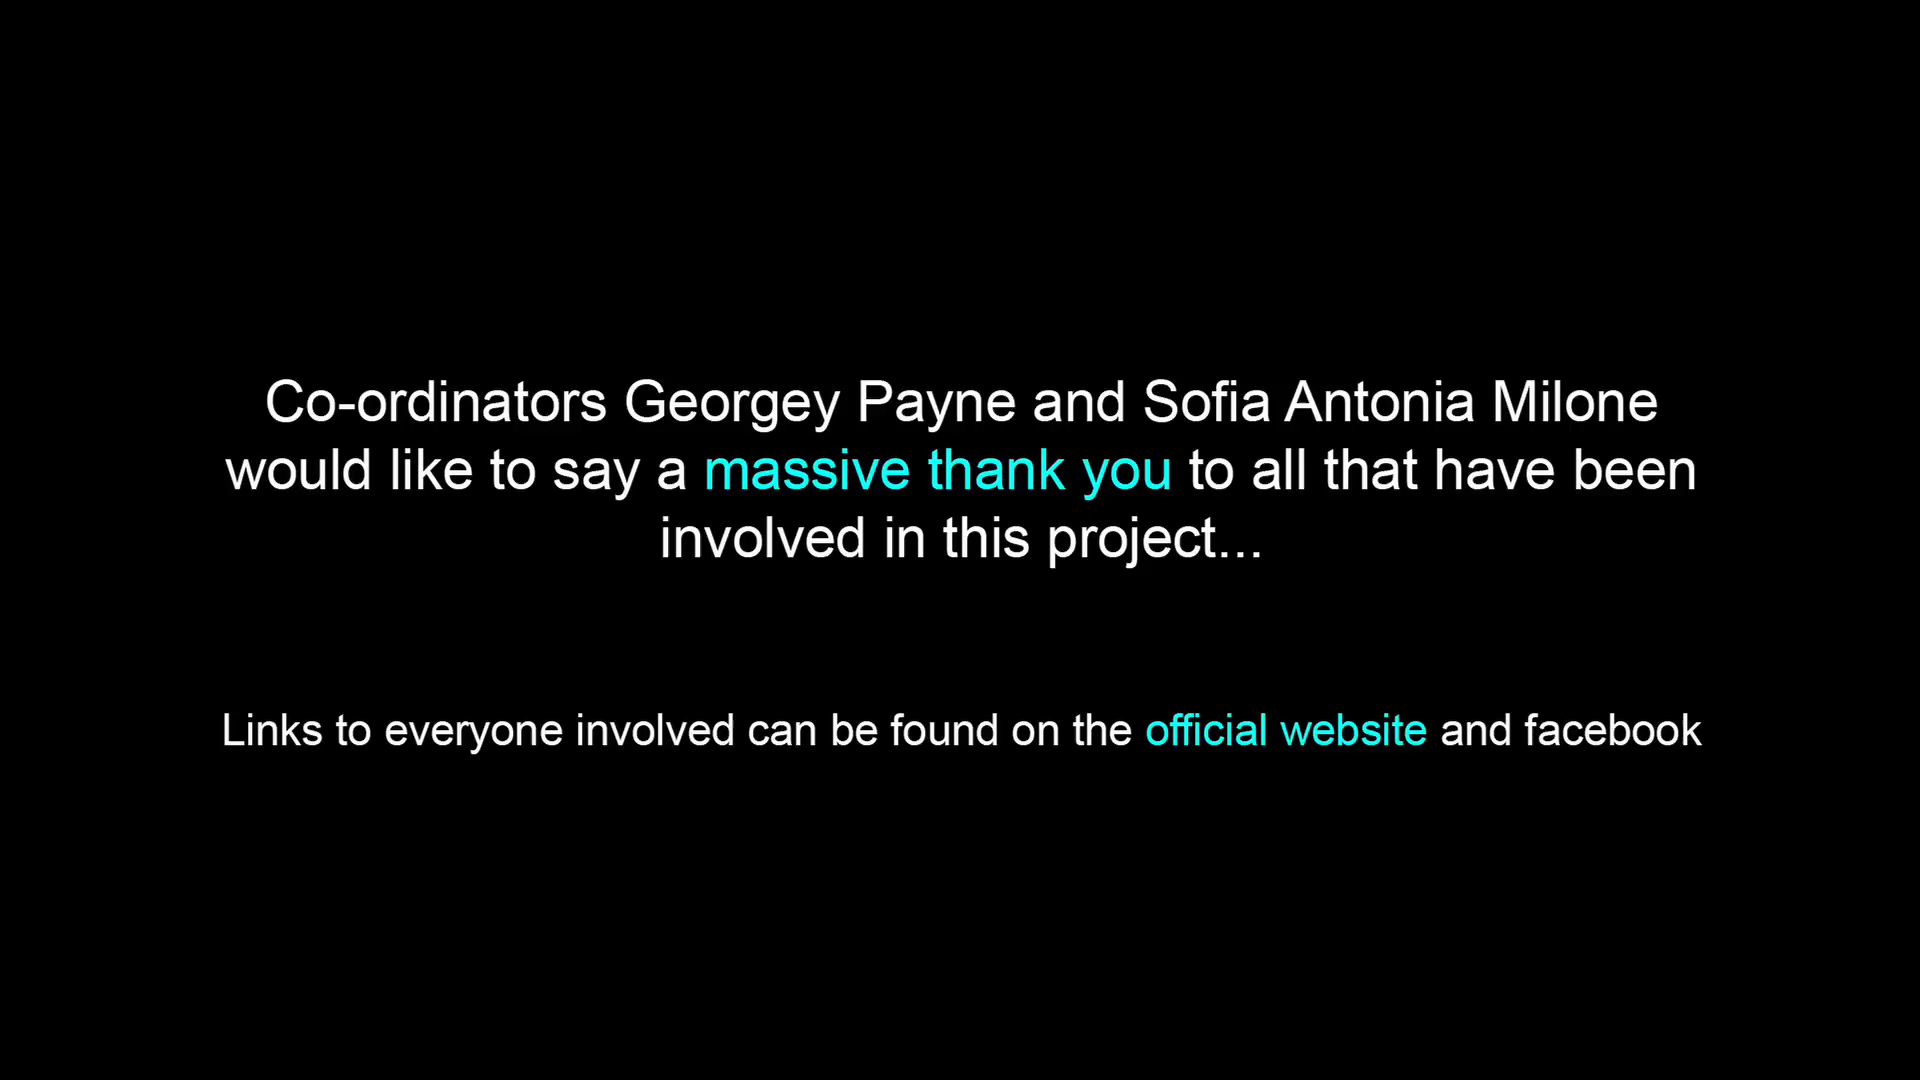 Co-ordinators Georgey Payne and Sofia Antonia Milone
would like to say a massive thank you to all that have been
involved in this project...
Links to everyone involved can be found on the official website and facebook